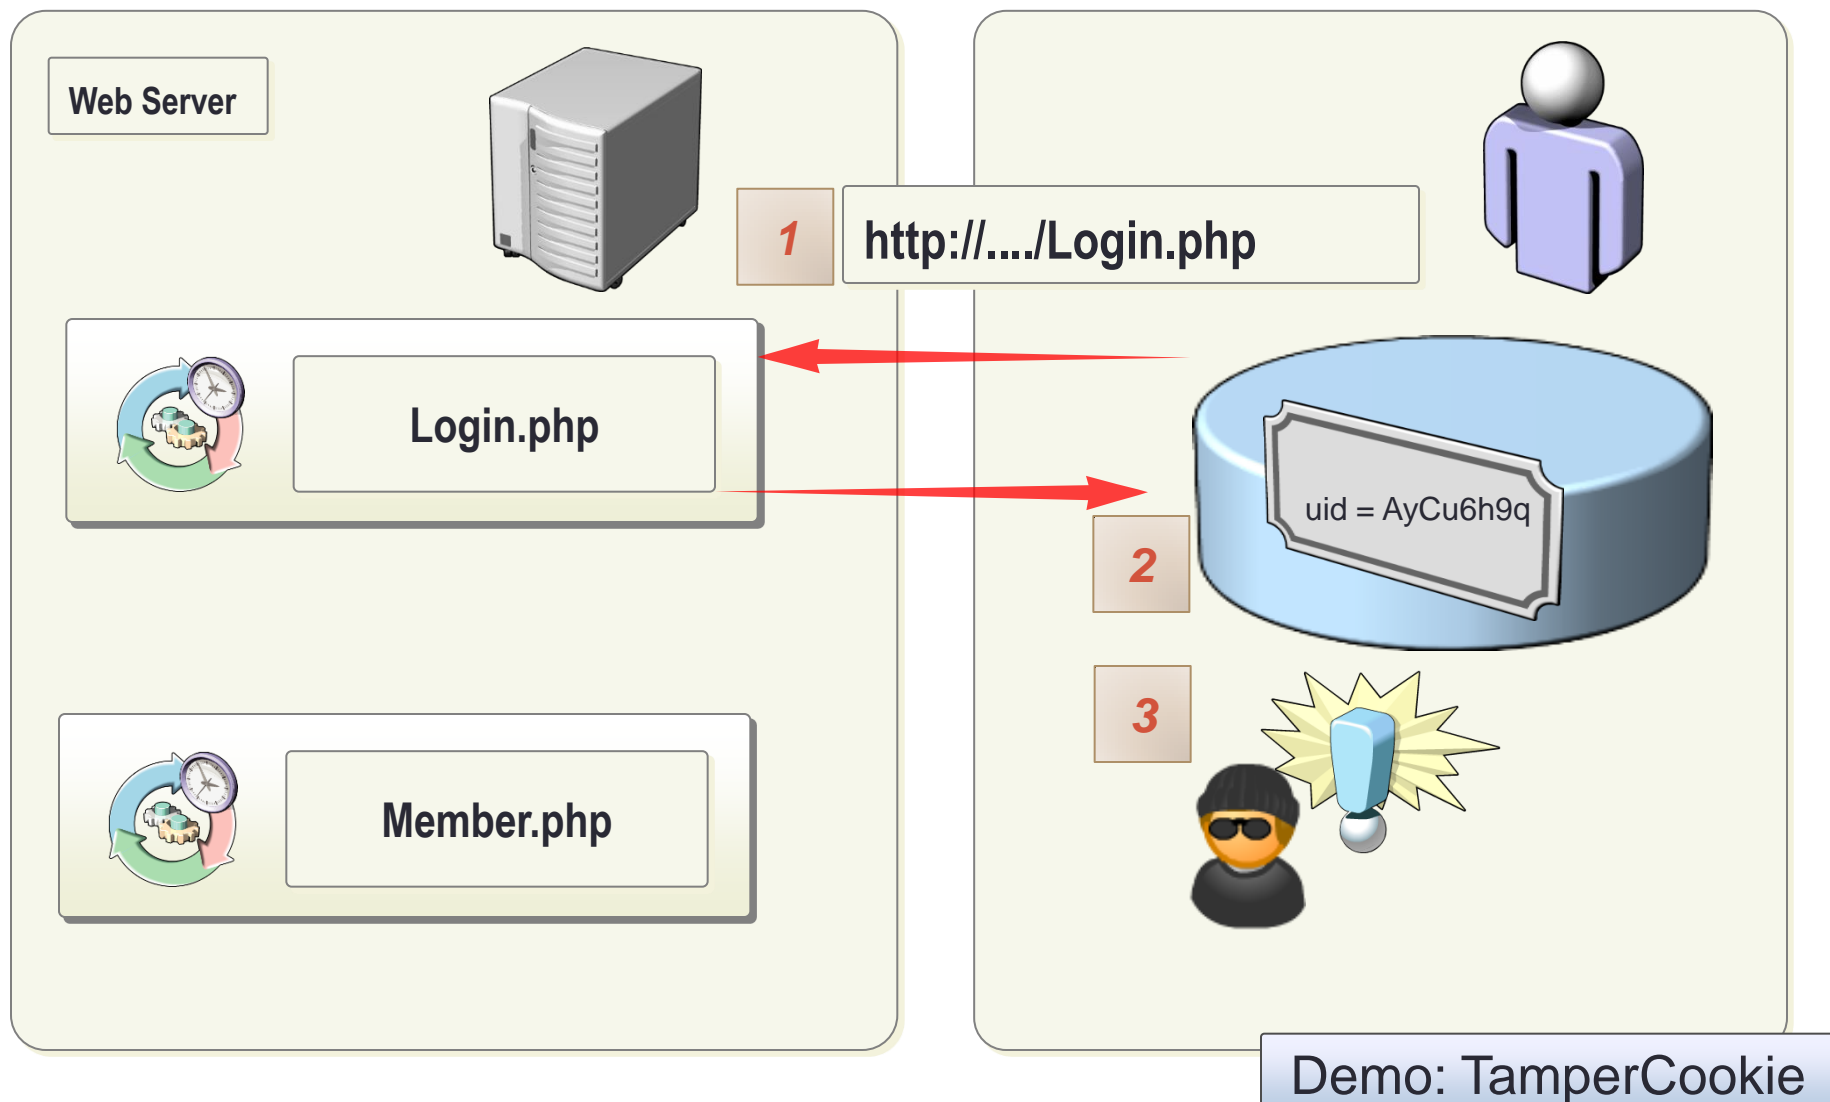 Web Server
1
http://..../Login.php
Login.php
uid = AyCu6h9q
2
3
Member.php
Demo: TamperCookie